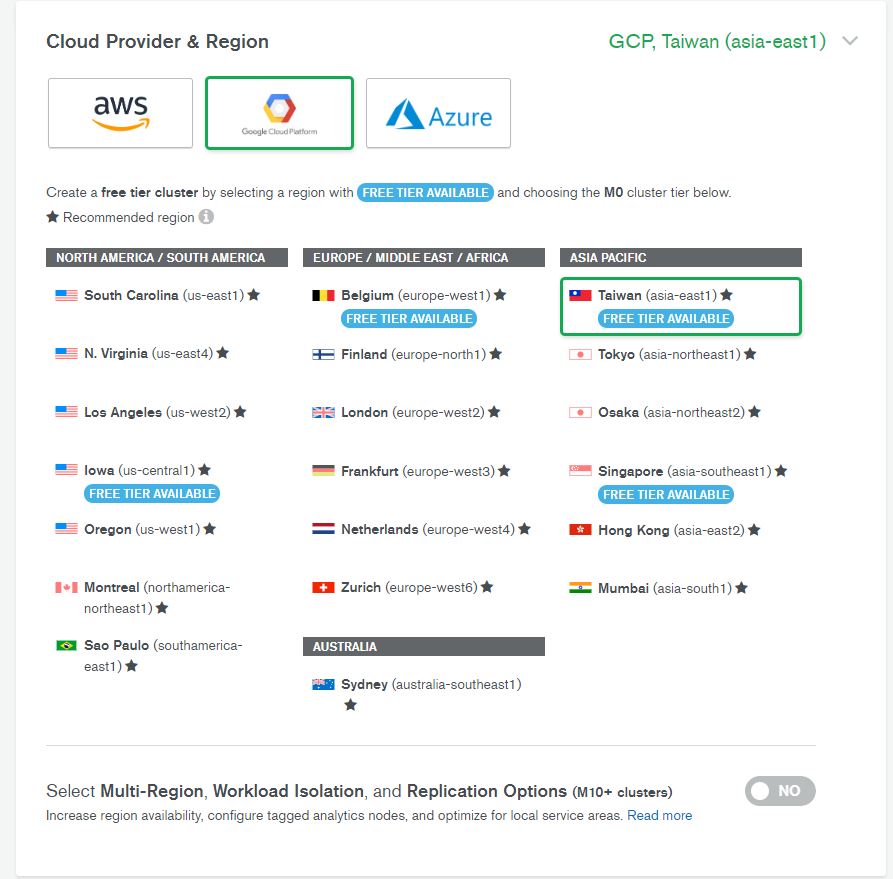 Cloud Provider & Region
GCP, Taiwan (asia-east1)
aws
Google Cloud Platform
Azure
Create a free tier cluster by selecting a region with FREE TIER AVAILABLE and choosing the M0 cluster tier below.
★ Recommended region
NORTH AMERICA / SOUTH AMERICA
South Carolina (us-east1) ★
N. Virginia (us-east4) ★
Los Angeles (us-west2) ★
Iowa (us-central1) ★
FREE TIER AVAILABLE
Oregon (us-west1) ★
Montreal (northamerica-
northeast1) ★
Sao Paulo (southamerica-
east1) ★
EUROPE / MIDDLE EAST / AFRICA
Belgium (europe-west1) ★
FREE TIER AVAILABLE
Finland (europe-north1) ★
London (europe-west2) ★
Frankfurt (europe-west3) ★
Netherlands (europe-west4) ★
Zurich (europe-west6) ★
AUSTRALIA
Sydney (australia-southeast1)
★
ASIA PACIFIC
Taiwan (asia-east1) ★
FREE TIER AVAILABLE
Tokyo (asia-northeast1) ★
Osaka (asia-northeast2) ★
Singapore (asia-southeast1) ★
FREE TIER AVAILABLE
Hong Kong (asia-east2) ★
Mumbai (asia-south1) ★
Select Multi-Region, Workload Isolation, and Replication Options (M10+ clusters)
NO
Increase region availability, configure tagged analytics nodes, and optimize for local service areas. Read more